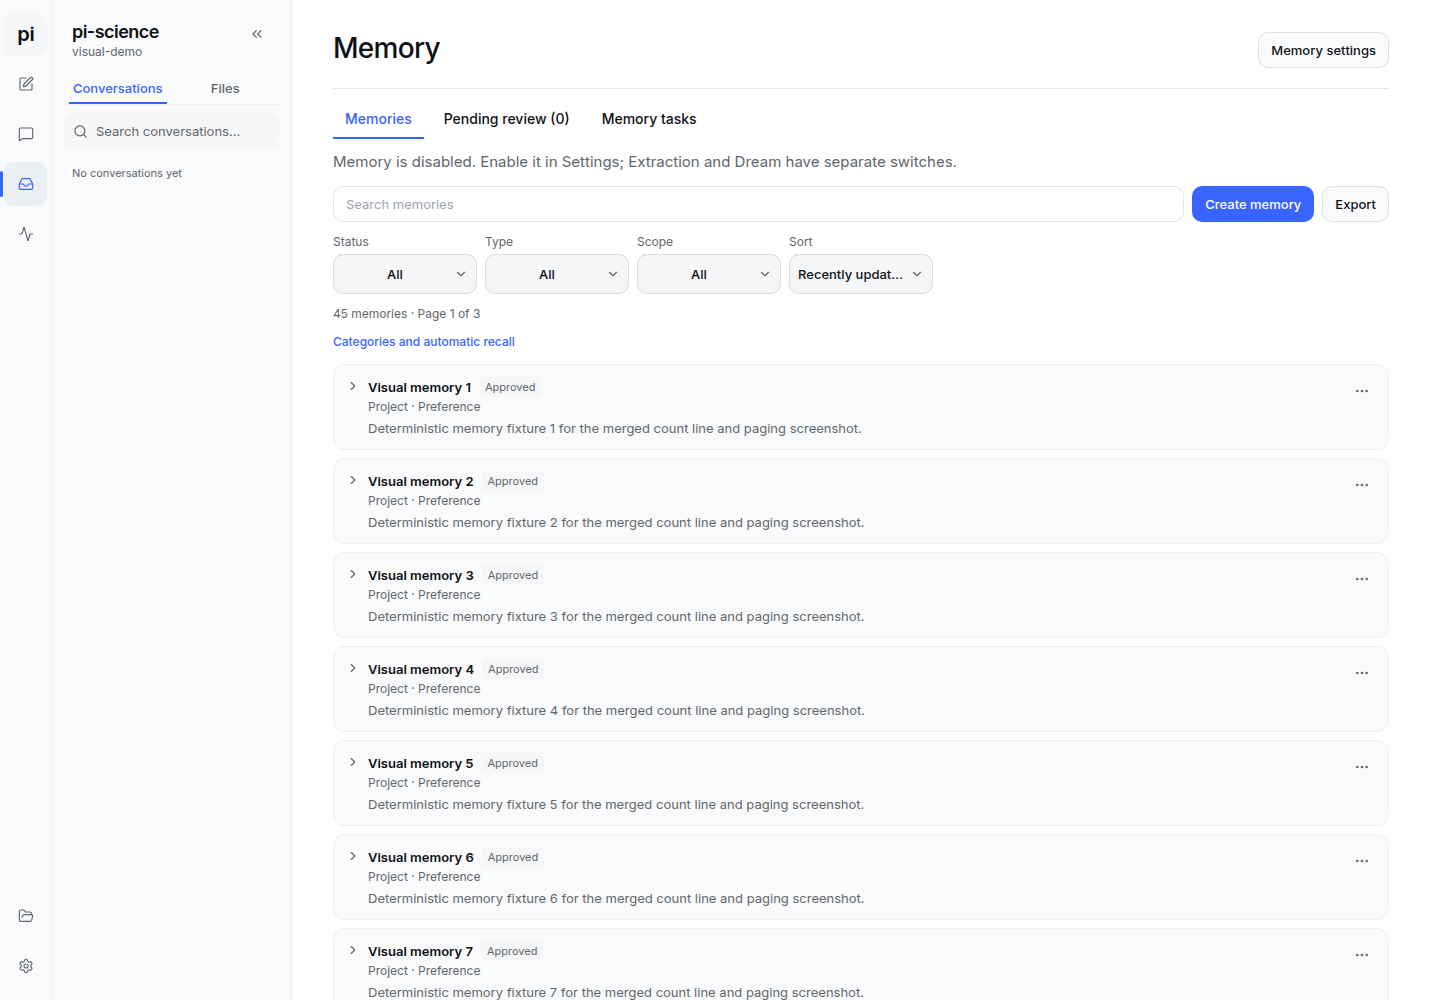 pi
pi-science
visual-demo
Conversations
Files
Search conversations...
No conversations yet
Memory
Memory settings
Memories
Pending review (0)
Memory tasks
Memory is disabled. Enable it in Settings; Extraction and Dream have separate switches.
Search memories
Create memory
Export
Status
Type
Scope
Sort
All
All
All
Recently updat...
45 memories · Page 1 of 3
Categories and automatic recall
Visual memory 1 Approved
Project · Preference
Deterministic memory fixture 1 for the merged count line and paging screenshot.
Visual memory 2 Approved
Project · Preference
Deterministic memory fixture 2 for the merged count line and paging screenshot.
Visual memory 3 Approved
Project · Preference
Deterministic memory fixture 3 for the merged count line and paging screenshot.
Visual memory 4 Approved
Project · Preference
Deterministic memory fixture 4 for the merged count line and paging screenshot.
Visual memory 5 Approved
Project · Preference
Deterministic memory fixture 5 for the merged count line and paging screenshot.
Visual memory 6 Approved
Project · Preference
Deterministic memory fixture 6 for the merged count line and paging screenshot.
Visual memory 7 Approved
Project · Preference
Deterministic memory fixture 7 for the merged count line and paging screenshot.